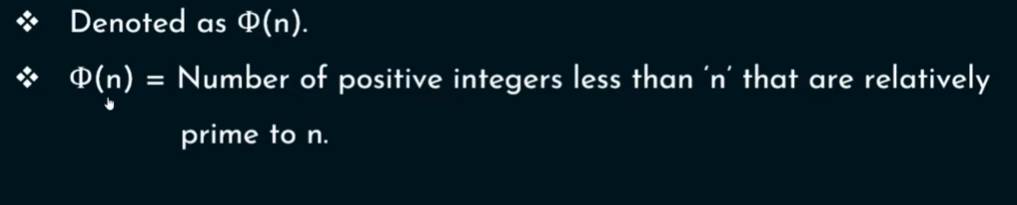 ❖ Denoted as Φ(n).
❖ Φ(n) = Number of positive integers less than ‘n’ that are relatively
prime to n.